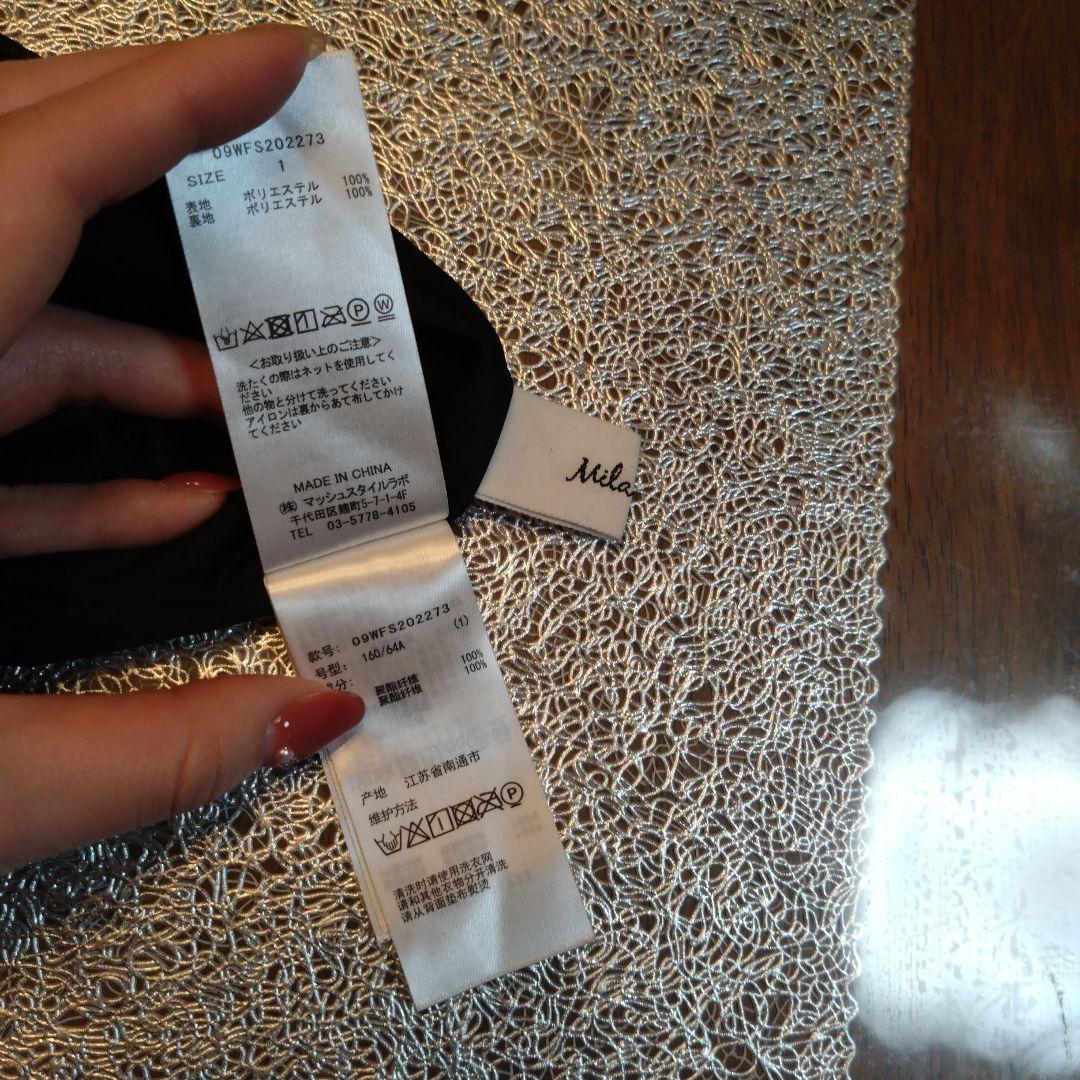 09WFS202273
SIZE 1
表地 ポリエステル 100%
裏地 ポリエステル 100%
<お取り扱い上のご注意>
洗たくの際はネットを使用してく
ださい
他の物と分けて洗ってください
アイロンは裏からあて布してかけ
てください
MADE IN CHINA
(株) マッシュスタイルラボ
千代田区麹町5-7-1-4F
TEL 03-5778-4105
Mila
款号: 09WFS202273
号型: 160/64A (1)
分: 聚酯纤维 100%
聚酯纤维 100%
产地 江苏省南通市
维护方法
清洗时请使用洗衣网
请和其他衣物分开清洗
请从背面垫布熨烫